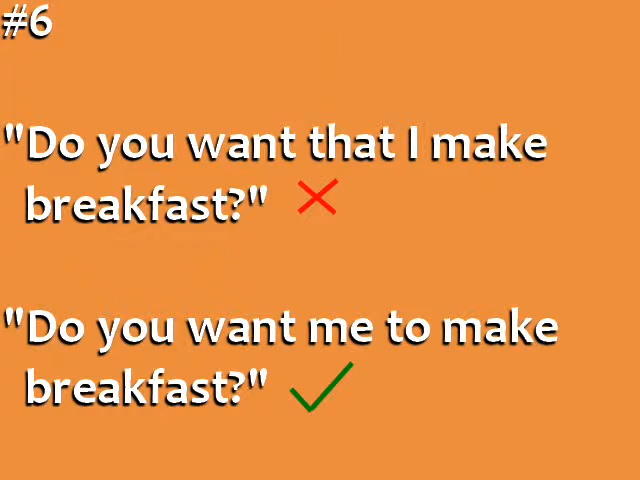 #6
"Do you want that I make
breakfast?"
"Do you want me to make
breakfast?"